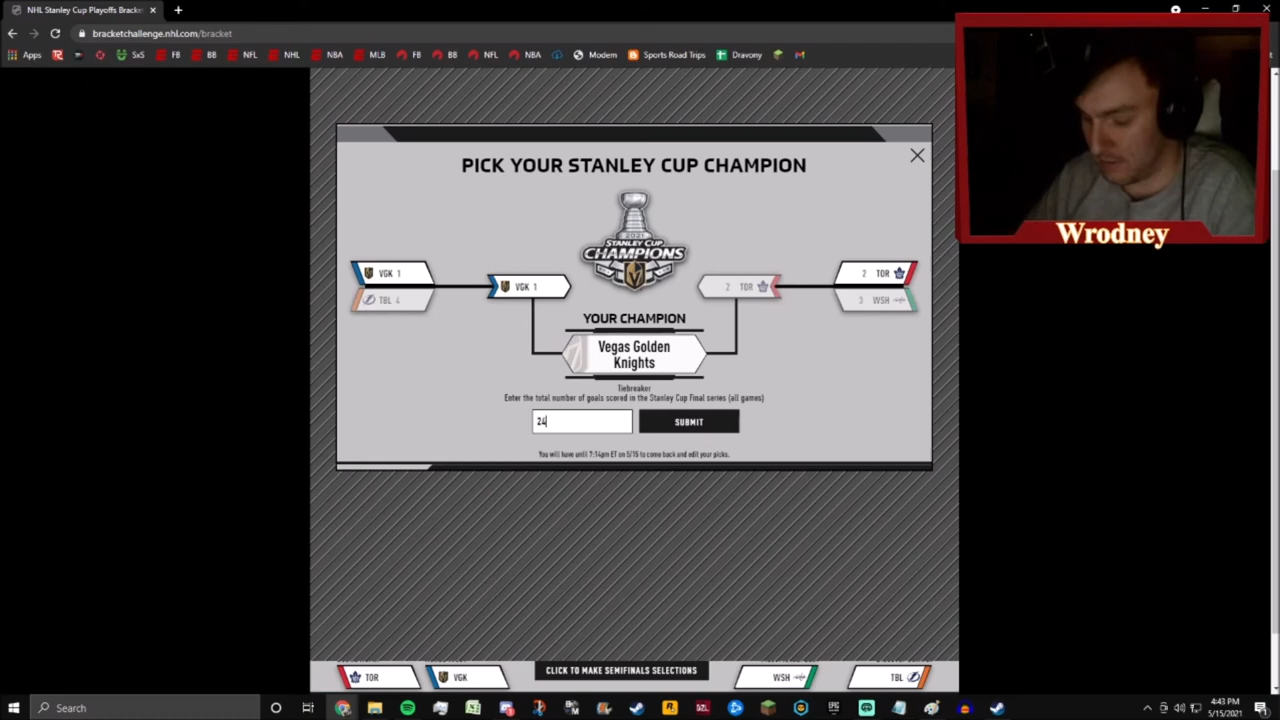 NHL Stanley Cup Playoffs Bracke
bracketchallenge.nhl.com/bracket
Apps SxS FB BB NFL NHL NBA MLB FB BB NFL NBA Modem Sports Road Trips Dravony
Wrodney
PICK YOUR STANLEY CUP CHAMPION
2021
STANLEY CUP
CHAMPIONS
VGK 1
TBL 4
VGK 1
2 TOR
2 TOR
3 WSH
YOUR CHAMPION
Vegas Golden
Knights
Tiebreaker
Enter the total number of goals scored in the Stanley Cup Final series (all games)
24
SUBMIT
You will have until 7:14pm ET on 5/15 to come back and edit your picks.
TOR
VGK
CLICK TO MAKE SEMIFINALS SELECTIONS
WSH
TBL
Search
4:43 PM
5/15/2021